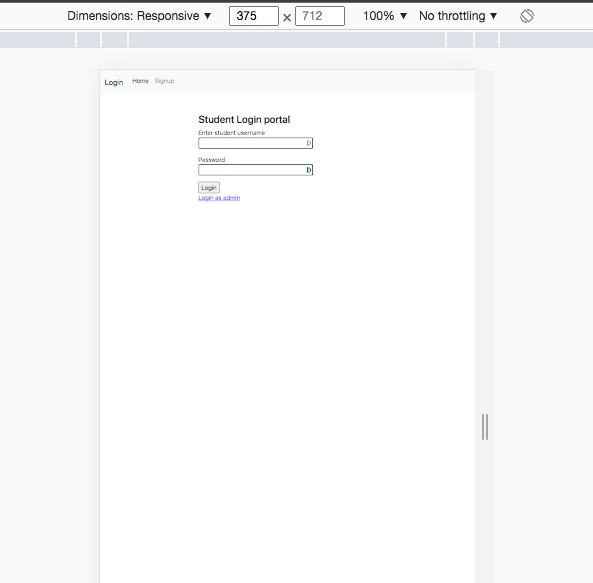 Dimensions: Responsive ▼ 375 × 712 100% ▼ No throttling ▼
Login Home Signup
Student Login portal
Enter student username
Password
Login
Login as admin